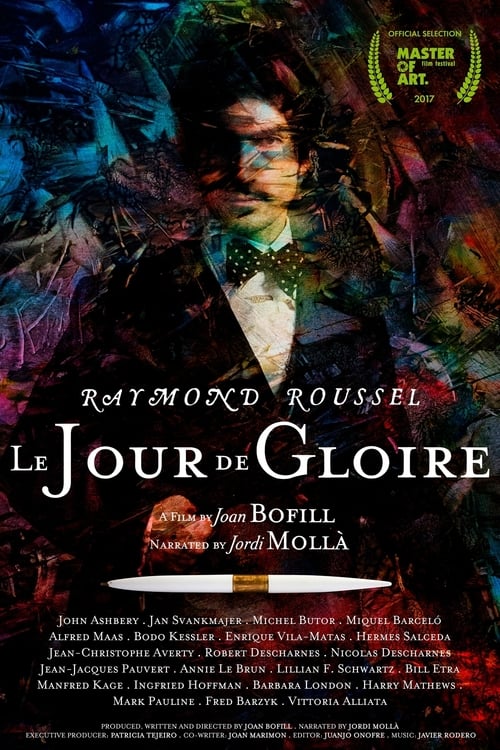 OFFICIAL SELECTION
MASTER
OF film festival
ART.
2017
RAYMOND ROUSSEL
LE JOUR DE GLOIRE
A FILM BY Joan BOFILL
NARRATED BY Jordi MOLLÀ
JOHN ASHBERY . JAN SVANKMAJER . MICHEL BUTOR . MIQUEL BARCELÓ
ALFRED MAAS . BODO KESSLER . ENRIQUE VILA-MATAS . HERMES SALCEDA
JEAN-CHRISTOPHE AVERTY . ROBERT DESCHARNES . NICOLAS DESCHARNES
JEAN-JACQUES PAUVERT . ANNIE LE BRUN . LILLIAN F. SCHWARTZ . BILL ETRA
MANFRED KAGE . INGFRIED HOFFMAN . BARBARA LONDON . HARRY MATHEWS .
MARK PAULINE . FRED BARZYK . VITTORIA ALLIATA
PRODUCED, WRITTEN AND DIRECTED BY JOAN BOFILL . NARRATED BY JORDI MOLLÀ
EXECUTIVE PRODUCER: PATRICIA TEJEIRO . CO-WRITER: JOAN MARIMON . EDITOR: JUANJO ONOFRE . MUSIC: JAVIER RODERO